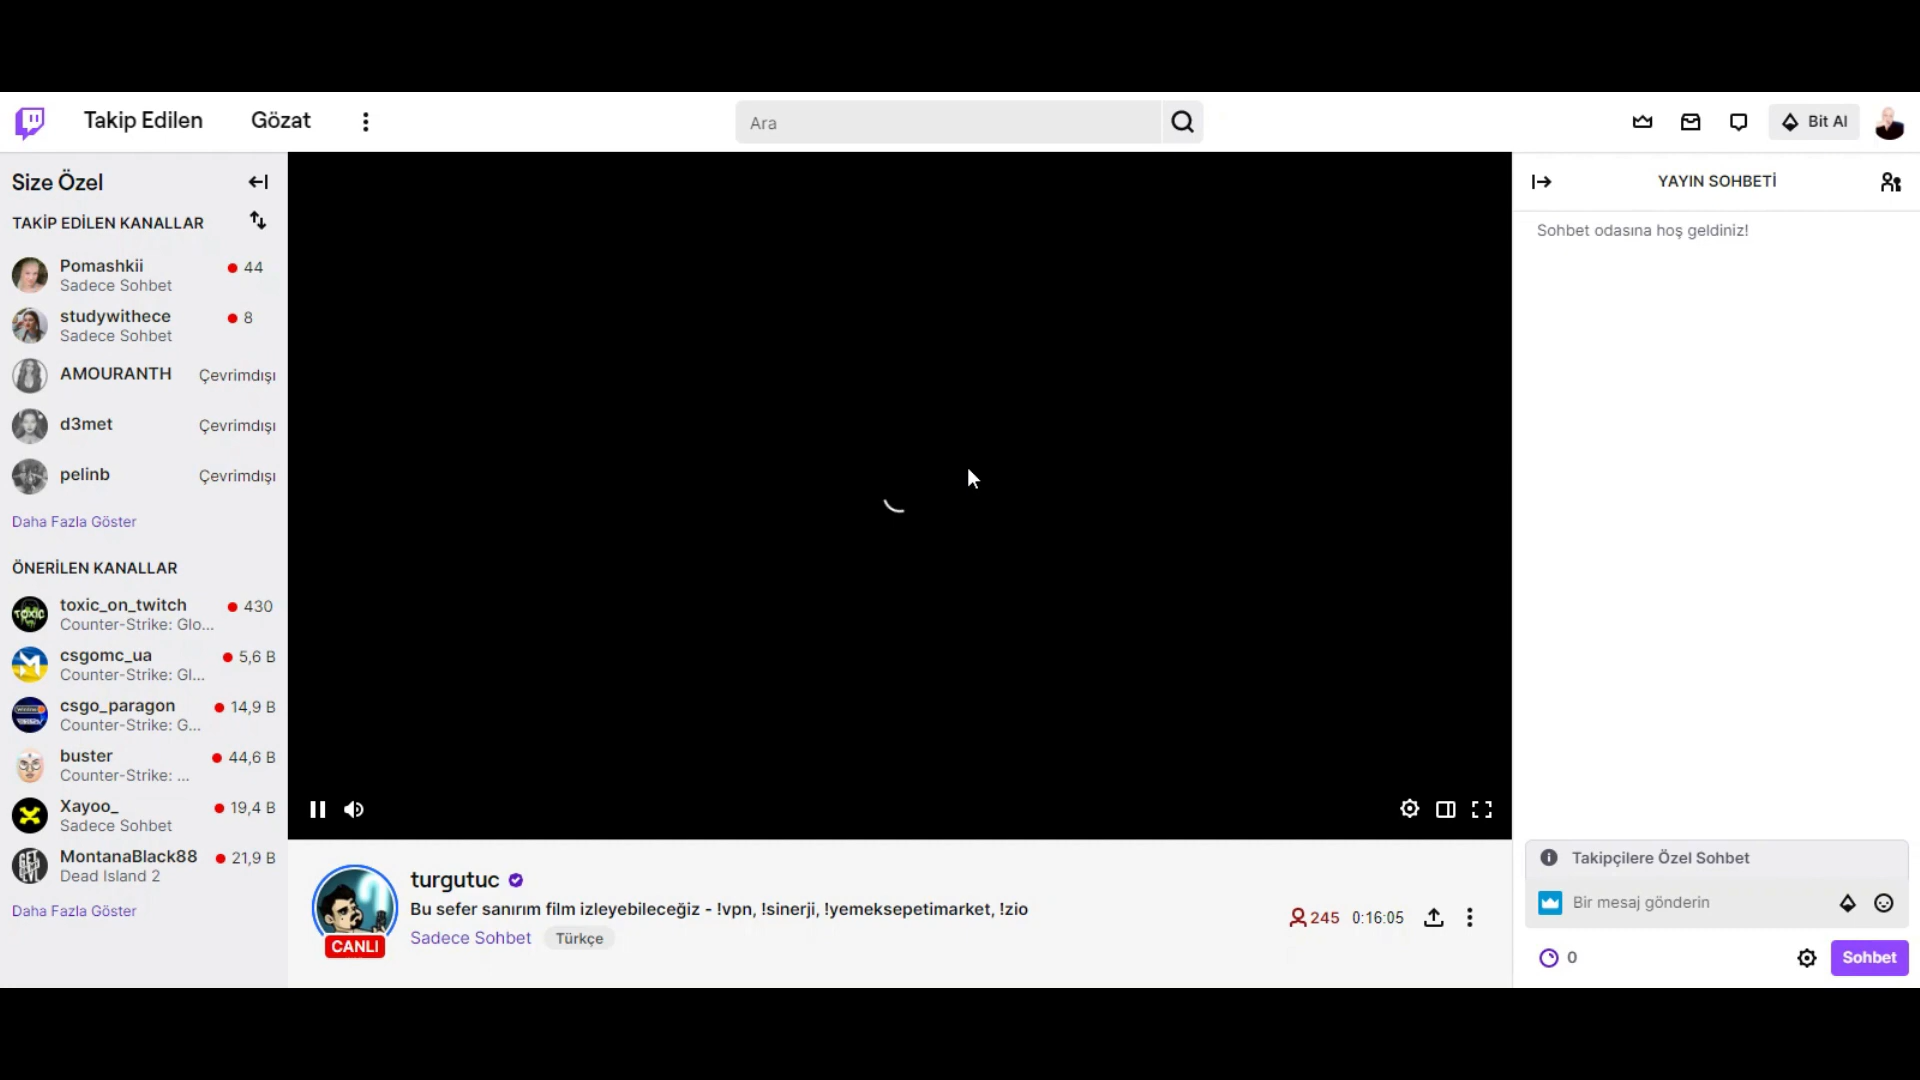 Takip Edilen
Gözat
Ara
Bit Al
Size Özel
TAKİP EDİLEN KANALLAR
Pomashkii
44
Sadece Sohbet
studywithece
8
Sadece Sohbet
AMOURANTH
Çevrimdışı
d3met
Çevrimdışı
pelinb
Çevrimdışı
Daha Fazla Göster
ÖNERİLEN KANALLAR
toxic_on_twitch
430
Counter-Strike: Glo...
csgomc_ua
5,6 B
Counter-Strike: Gl...
csgo_paragon
14,9 B
Counter-Strike: G...
buster
44,6 B
Counter-Strike: ...
Xayoo_
19,4 B
Sadece Sohbet
MontanaBlack88
21,9 B
Dead Island 2
Daha Fazla Göster
turgutuc
Bu sefer sanırım film izleyebileceğiz - !vpn, !sinerji, !yemeksepetimarket, !zio
Sadece Sohbet
Türkçe
CANLI
245
0:16:05
YAYIN SOHBETİ
Sohbet odasına hoş geldiniz!
Takipçilere Özel Sohbet
Bir mesaj gönderin
0
Sohbet